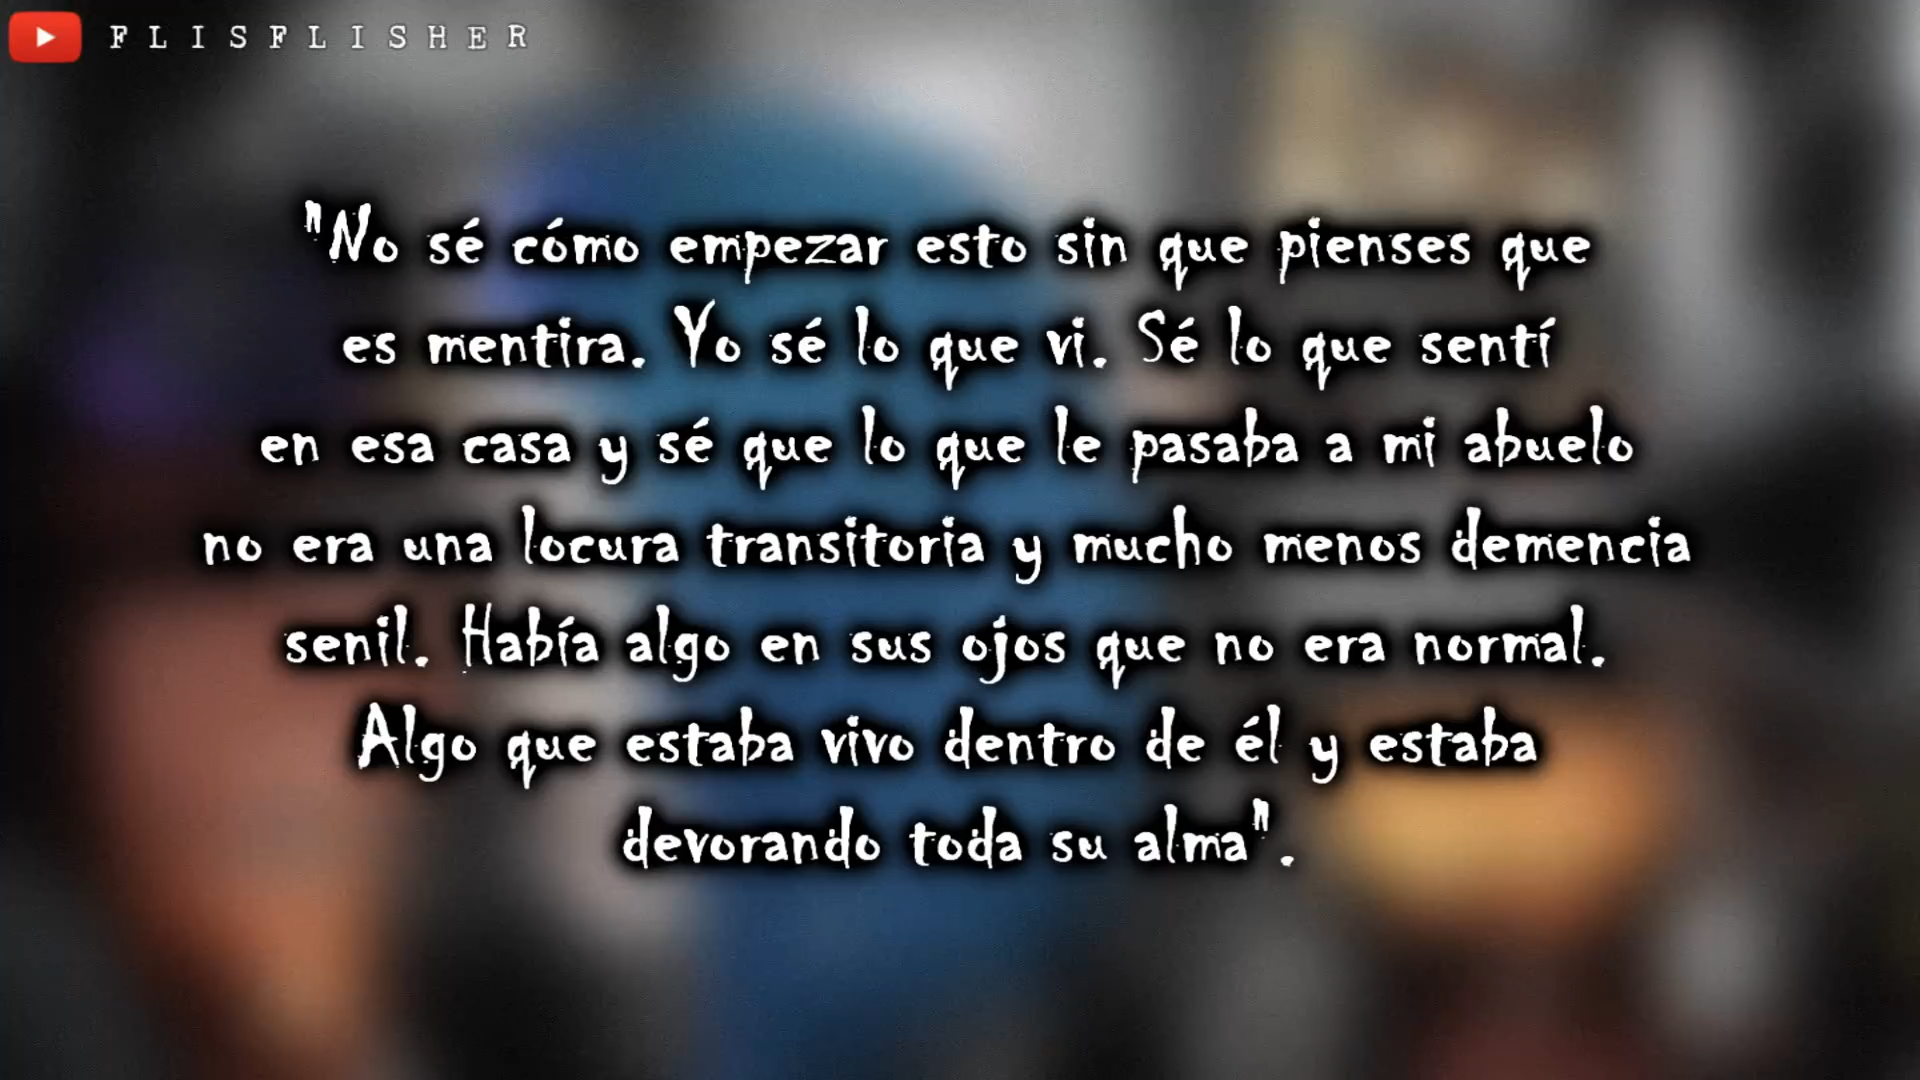 FLISFLISHER
"No sé cómo empezar esto sin que pienses que
es mentira. Yo sé lo que vi. Sé lo que sentí
en esa casa y sé que lo que le pasaba a mi abuelo
no era una locura transitoria y mucho menos demencia
senil. Había algo en sus ojos que no era normal.
Algo que estaba vivo dentro de él y estaba
devorando toda su alma".